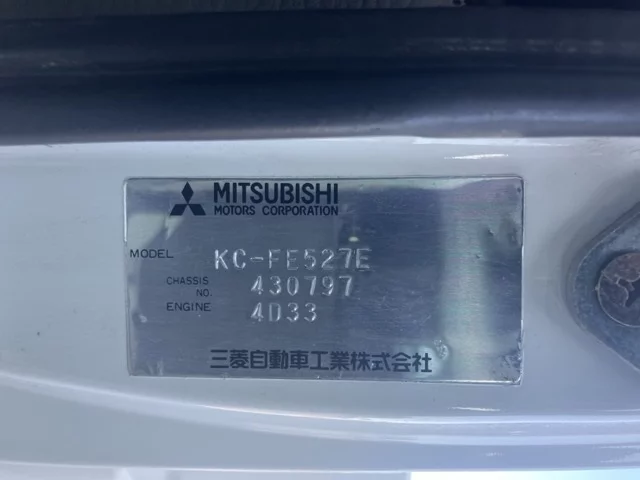 MITSUBISHI
MOTORS CORPORATION
MODEL KC-FE527E
CHASSIS NO. 430797
ENGINE 4D33
三菱自動車工業株式会社